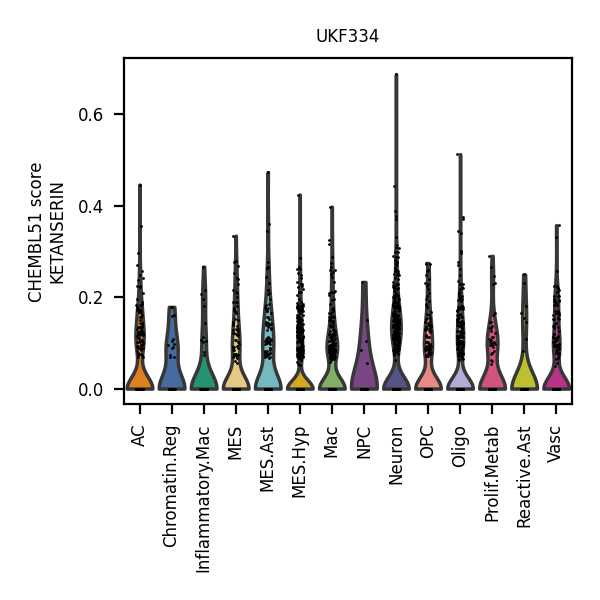 UKF334
CHEMBL51 score
KETANSERIN
0.6
0.4
0.2
0.0
AC
Chromatin.Reg
Inflammatory.Mac
MES
MES.Ast
MES.Hyp
Mac
NPC
Neuron
OPC
Oligo
Prolif.Metab
Reactive.Ast
Vasc